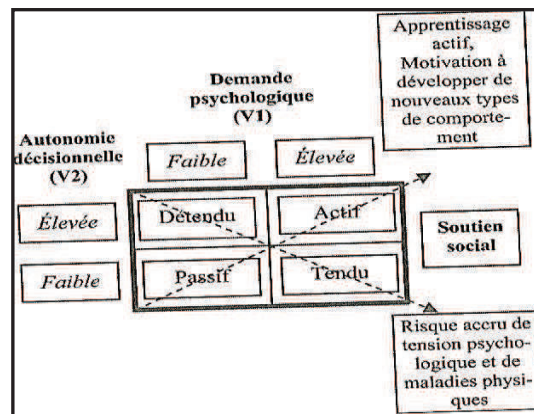 Apprentissage
actif,
Motivation à
développer de
nouveaux types
de comporte-
ment
Demande
psychologique
(V1)
Autonomie
décisionnelle
(V2)
Faible
Élevée
Élevée
Détendu
Actif
Soutien
social
Faible
Passif
Tendu
Risque accru de
tension psycho-
logique et de
maladies physi-
ques